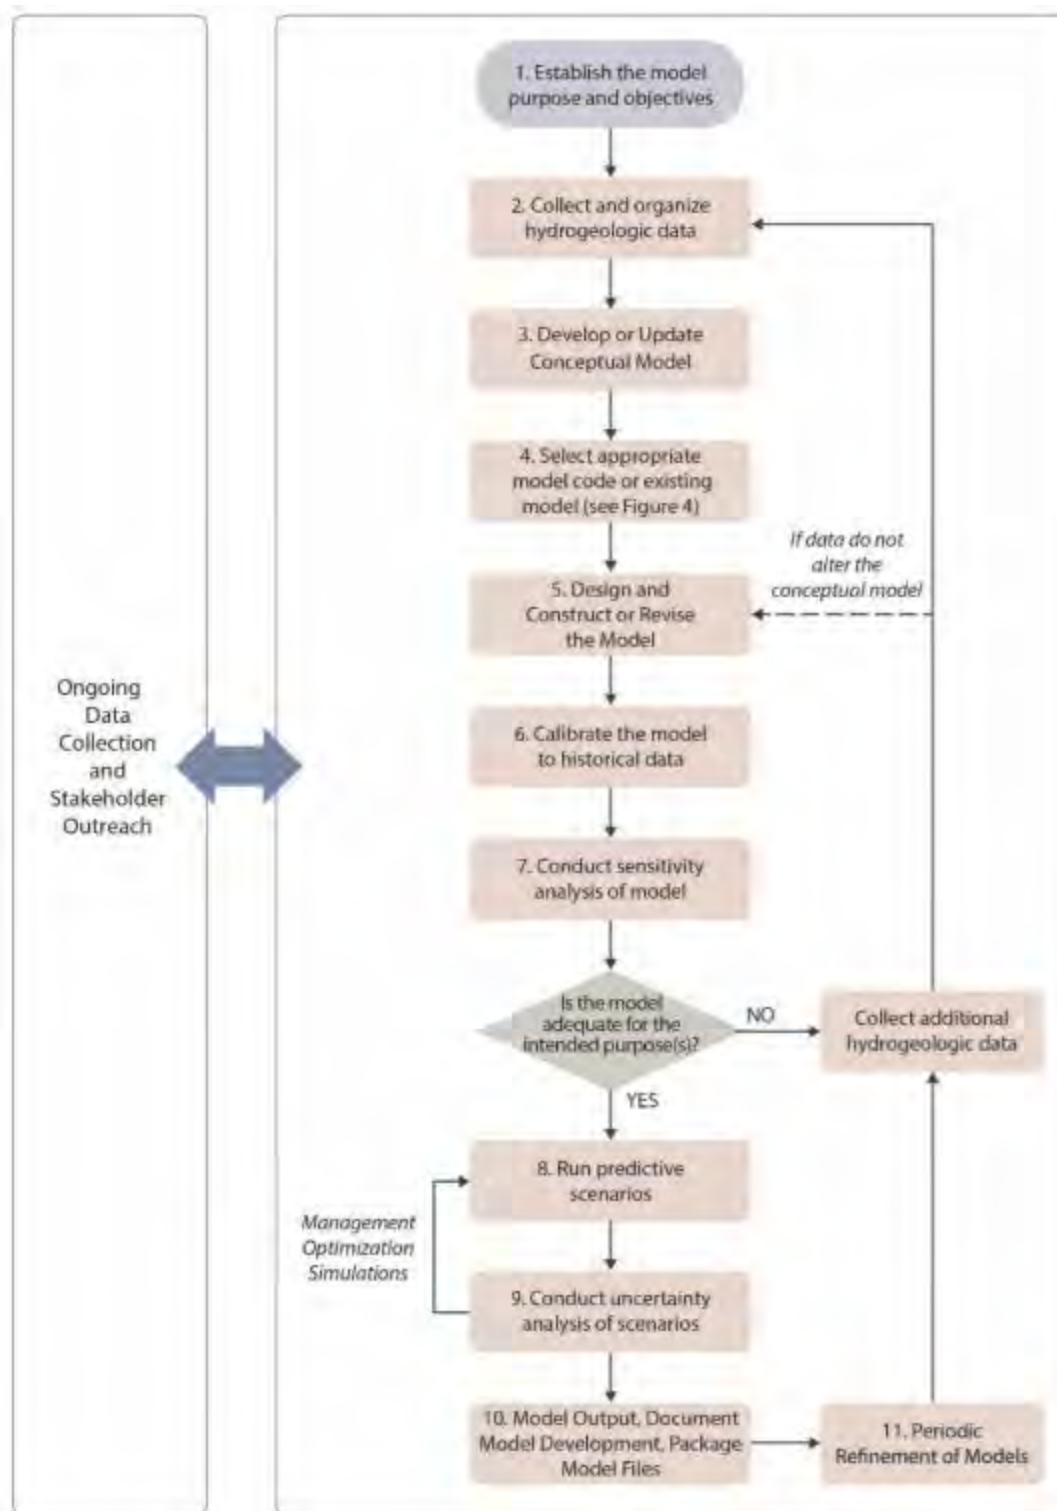 1. Establish the model
purpose and objectives
2. Collect and organize
hydrogeologic data
3. Develop or Update
Conceptual Model
4. Select appropriate
model code or existing
model (see Figure 4)
If data do not
alter the
conceptual model
5. Design and
Construct or Revise
the Model
Ongoing
Data
Collection
and
Stakeholder
Outreach
6. Calibrate the model
to historical data
7. Conduct sensitivity
analysis of model
Is the model
adequate for the
intended purpose(s)?
NO
Collect additional
hydrogeologic data
YES
8. Run predictive
scenarios
Management
Optimization
Simulations
9. Conduct uncertainty
analysis of scenarios
10. Model Output, Document
Model Development, Package
Model Files
11. Periodic
Refinement of Models